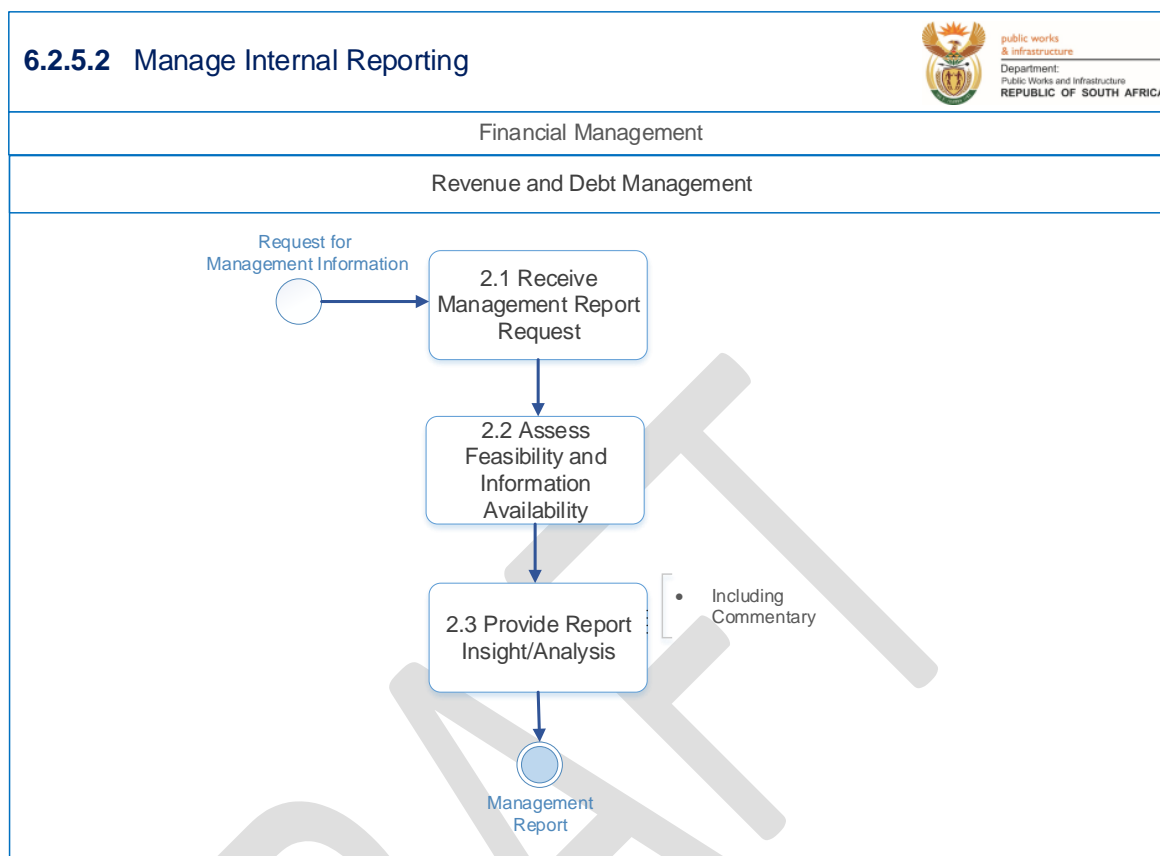 6.2.5.2 Manage Internal Reporting
public works
& infrastructure
Department:
Public Works and Infrastructure
REPUBLIC OF SOUTH AFRICA
Financial Management
Revenue and Debt Management
Request for
Management Information
2.1 Receive
Management Report
Request
2.2 Assess
Feasibility and
Information
Availability
2.3 Provide Report
Insight/Analysis
• Including
Commentary
Management
Report
DRAFT